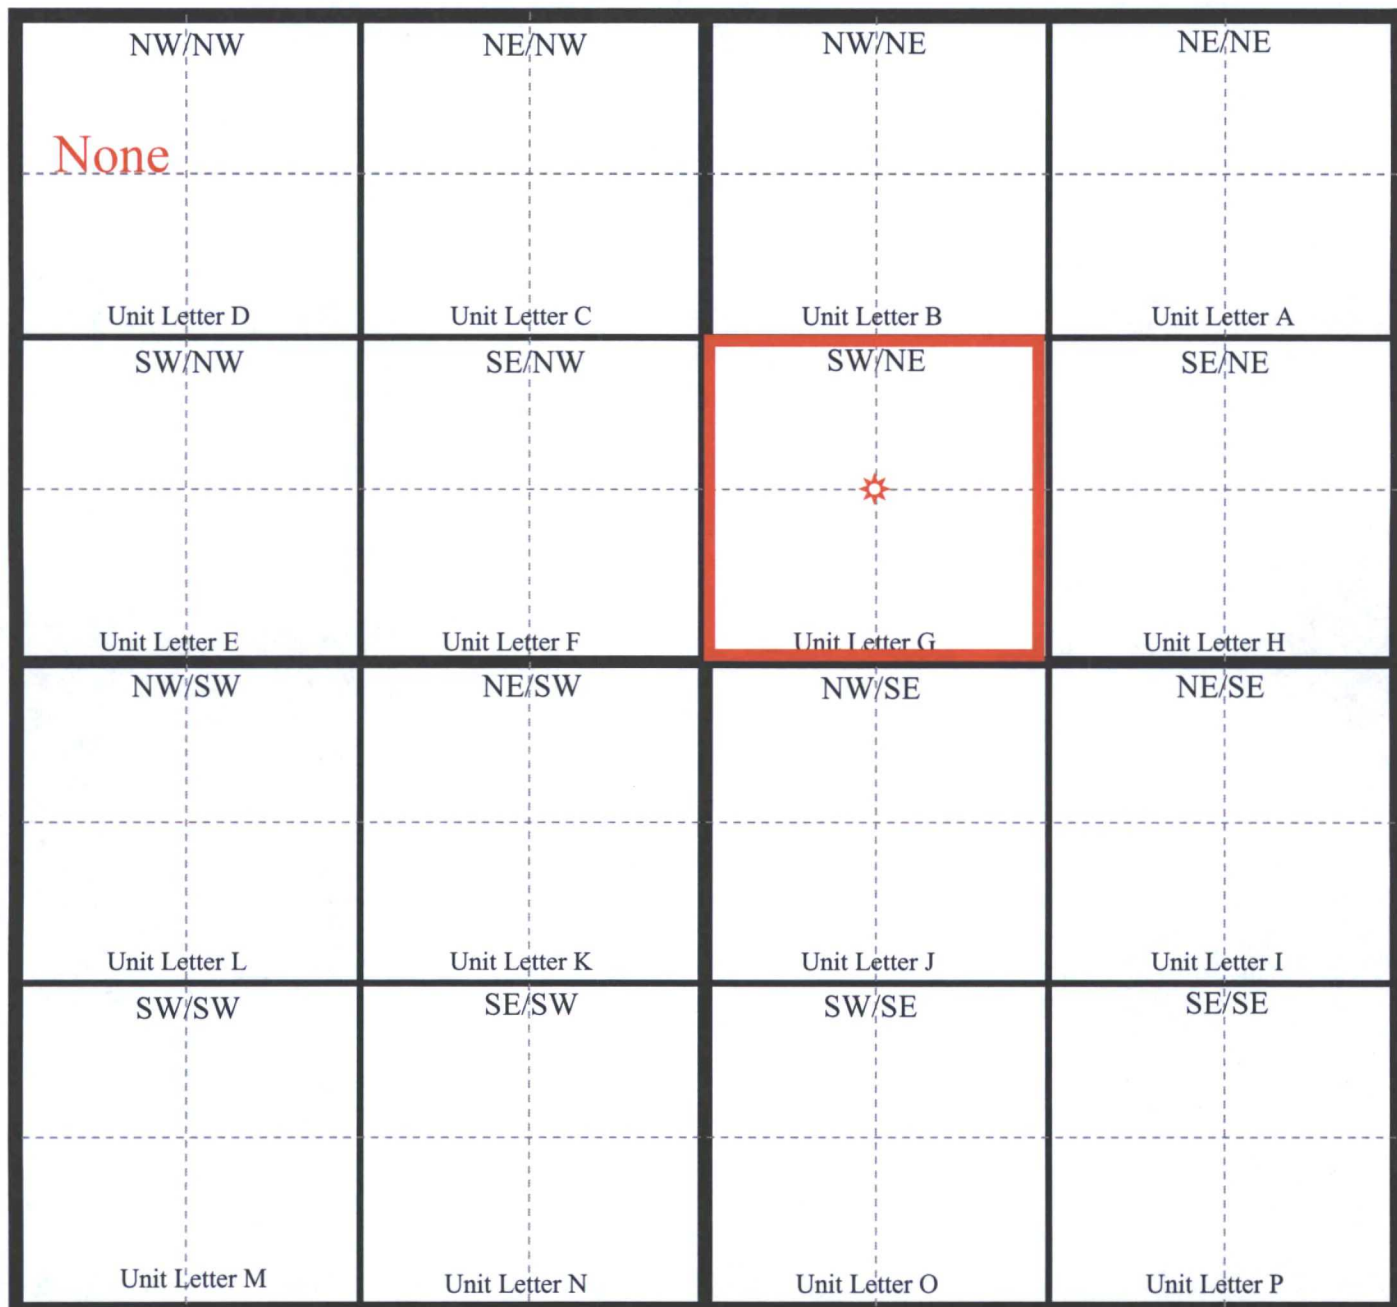 NW/NW
NE/NW
NW/NE
NE/NE
None
Unit Letter D
Unit Letter C
Unit Letter B
Unit Letter A
SW/NW
SE/NW
SW/NE
SE/NE
Unit Letter E
Unit Letter F
Unit Letter G
Unit Letter H
NW/SW
NE/SW
NW/SE
NE/SE
Unit Letter L
Unit Letter K
Unit Letter J
Unit Letter I
SW/SW
SE/SW
SW/SE
SE/SE
Unit Letter M
Unit Letter N
Unit Letter O
Unit Letter P